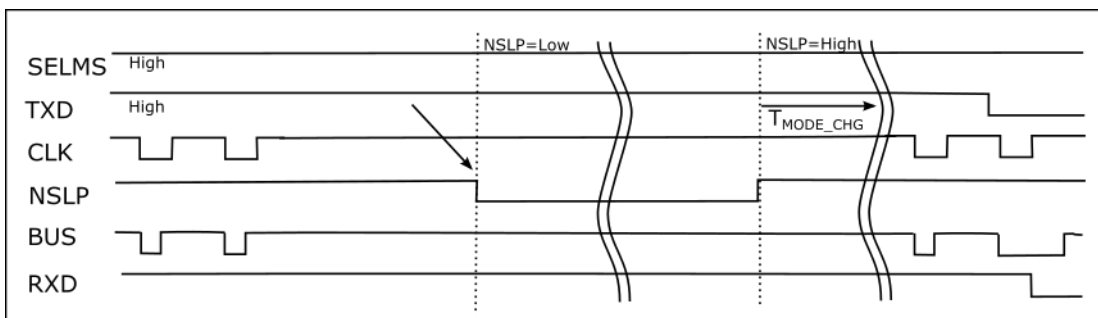 NSLP=Low
NSLP=High
SELMS
High
TXD
High
TMODE_CHG
CLK
NSLP
BUS
RXD